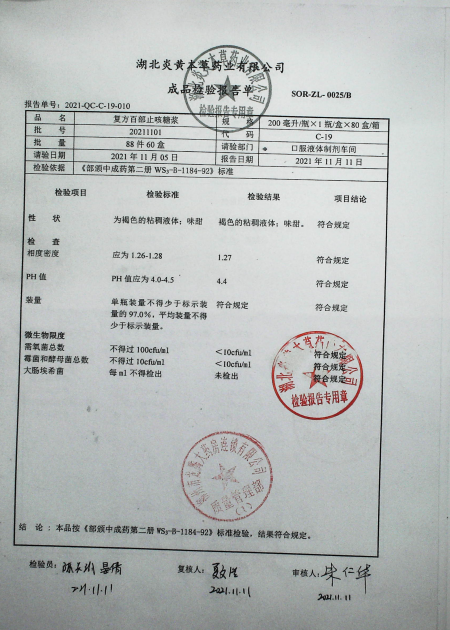 湖北炎黄本草药业有限公司
成品检验报告单
SOR-ZL-0025/B
报告单号：2021-QC-C-19-010
品名 复方百部止咳糖浆 规格 200毫升/瓶×1瓶/盒×80盒/箱
批号 20211101 代码 C-19
批量 88件60盒 请验部门 口服液体制剂车间
请验日期 2021年11月05日 报告日期 2021年11月11日
检验依据 《部颁中成药第二册WS₃-B-1184-92》标准
检验项目 检验标准 检验结果 项目结论
性状 为褐色的粘稠液体；味甜 褐色的粘稠液体；味甜。 符合规定
检查
相度密度 应为1.26-1.28 1.27 符合规定
PH值 PH值应为4.0-4.5 4.4 符合规定
装量 单瓶装量不得少于标示装 符合规定 符合规定
量的97.0%，平均装量不得
少于标示装量。
微生物限度
需氧菌总数 不得过100cfu/ml <10cfu/ml 符合规定
霉菌和酵母菌总数 不得过10cfu/ml <10cfu/ml 符合规定
大肠埃希菌 每ml不得检出 未检出 符合规定
检验报告专用章
检验报告专用章
质量管理部
(1)
结论：本品按《部颁中成药第二册WS₃-B-1184-92》标准检验，结果符合规定。
检验员： 复核人： 审核人：朱仁华
2021.11.11 2021.11.11